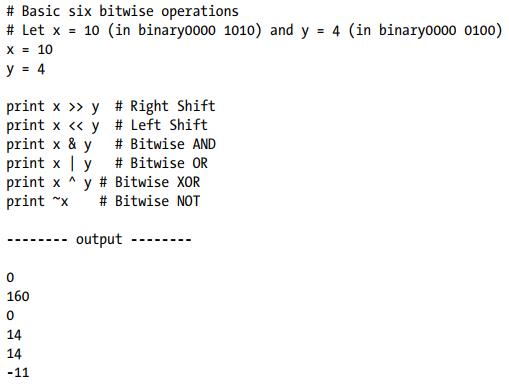 # Basic six bitwise operations
# Let x = 10 (in binary0000 1010) and y = 4 (in binary0000 0100)
x = 10
y = 4
print x >> y  # Right Shift
print x << y  # Left Shift
print x & y   # Bitwise AND
print x | y   # Bitwise OR
print x ^ y # Bitwise XOR
print ~x    # Bitwise NOT
-------- output --------
0
160
0
14
14
-11